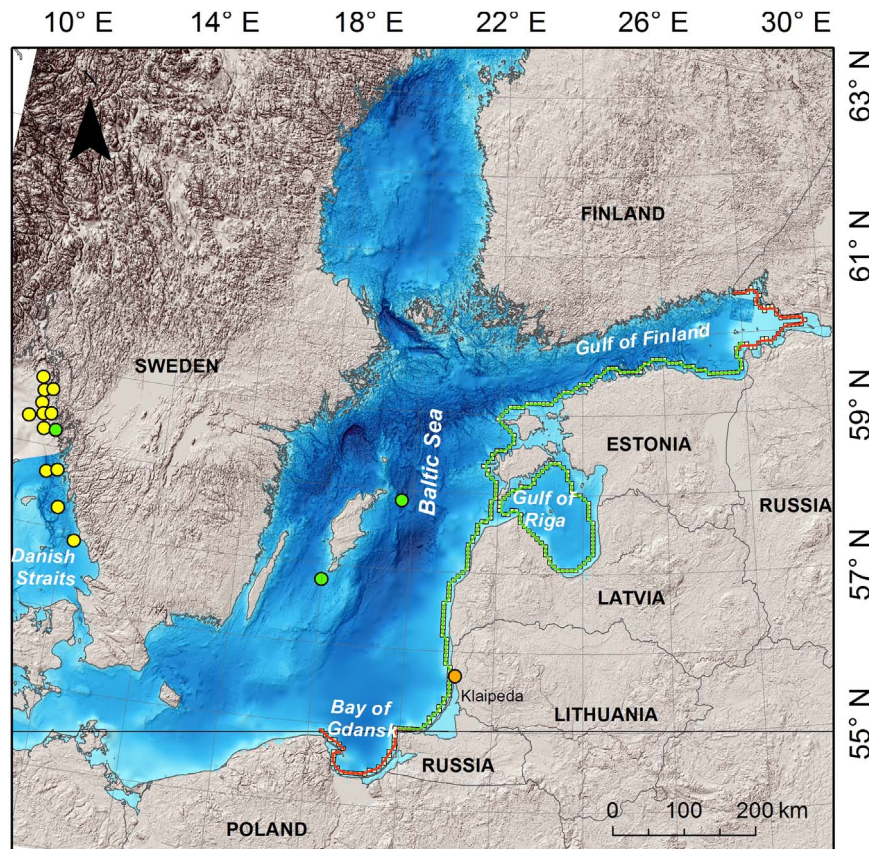 10° E 14° E 18° E 22° E 26° E 30° E
63° N
FINLAND
61° N
Gulf of Finland
SWEDEN
59° N
Baltic Sea
ESTONIA
Gulf of
Riga
RUSSIA
Danish
Straits
57° N
LATVIA
Klaipeda
Bay of
Gdansk
LITHUANIA
55° N
RUSSIA
0 100 200 km
POLAND